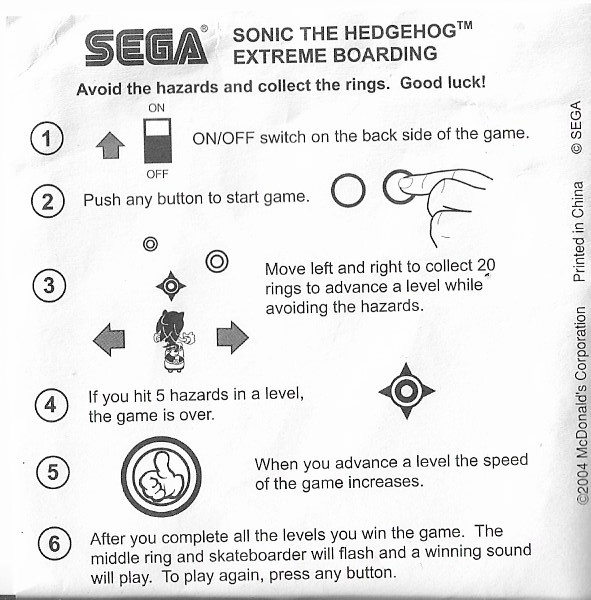 SEGA®
SONIC THE HEDGEHOG™
EXTREME BOARDING
Avoid the hazards and collect the rings. Good luck!
1
ON
OFF
ON/OFF switch on the back side of the game.
2
Push any button to start game.
3
Move left and right to collect 20
rings to advance a level while
avoiding the hazards.
4
If you hit 5 hazards in a level,
the game is over.
5
When you advance a level the speed
of the game increases.
6
After you complete all the levels you win the game. The
middle ring and skateboarder will flash and a winning sound
will play. To play again, press any button.
©2004 McDonald's Corporation Printed in China © SEGA